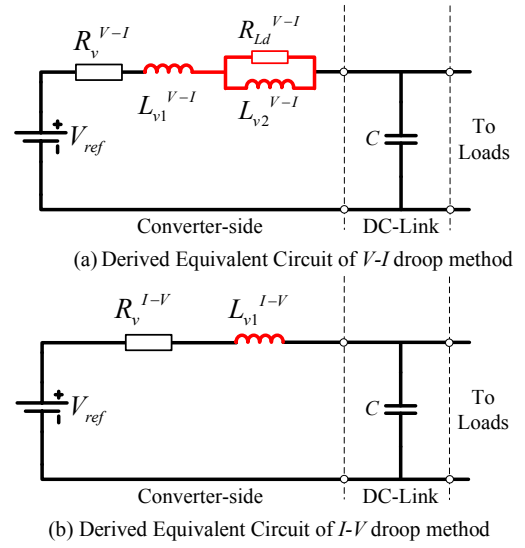 R_v^{V-I}
L_{v1}^{V-I}
R_{Ld}^{V-I}
L_{v2}^{V-I}
+
V_{ref}
C
To
Loads
Converter-side
DC-Link
(a) Derived Equivalent Circuit of V-I droop method
R_v^{I-V}
L_{v1}^{I-V}
+
V_{ref}
C
To
Loads
Converter-side
DC-Link
(b) Derived Equivalent Circuit of I-V droop method